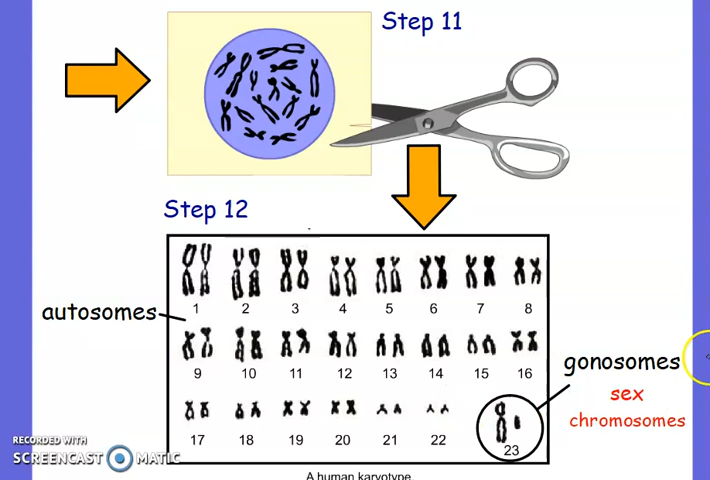 Step 11
Step 12
autosomes
1 2 3 4 5 6 7 8
9 10 11 12 13 14 15 16
gonosomes
sex
chromosomes
17 18 19 20 21 22 23
RECORDED WITH
SCREENCAST MATIC
A human karyotype.